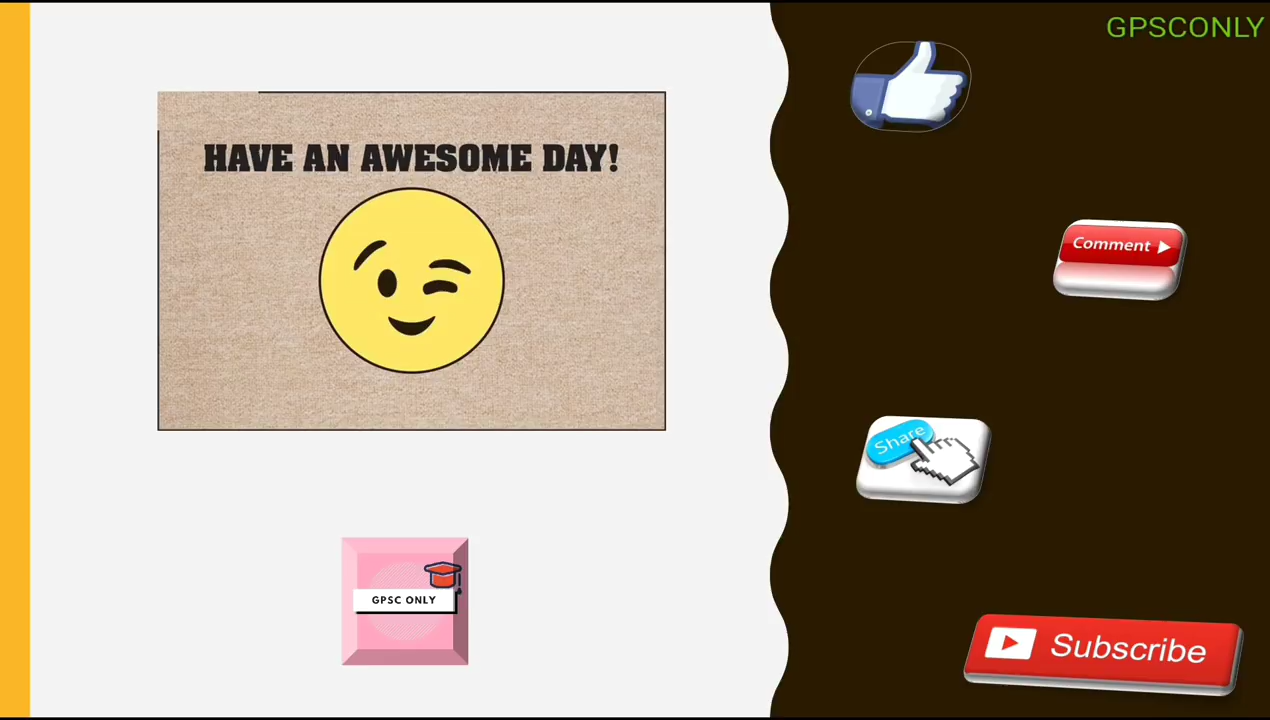 GPSCONLY
HAVE AN AWESOME DAY!
Comment
Share
GPSC ONLY
Subscribe